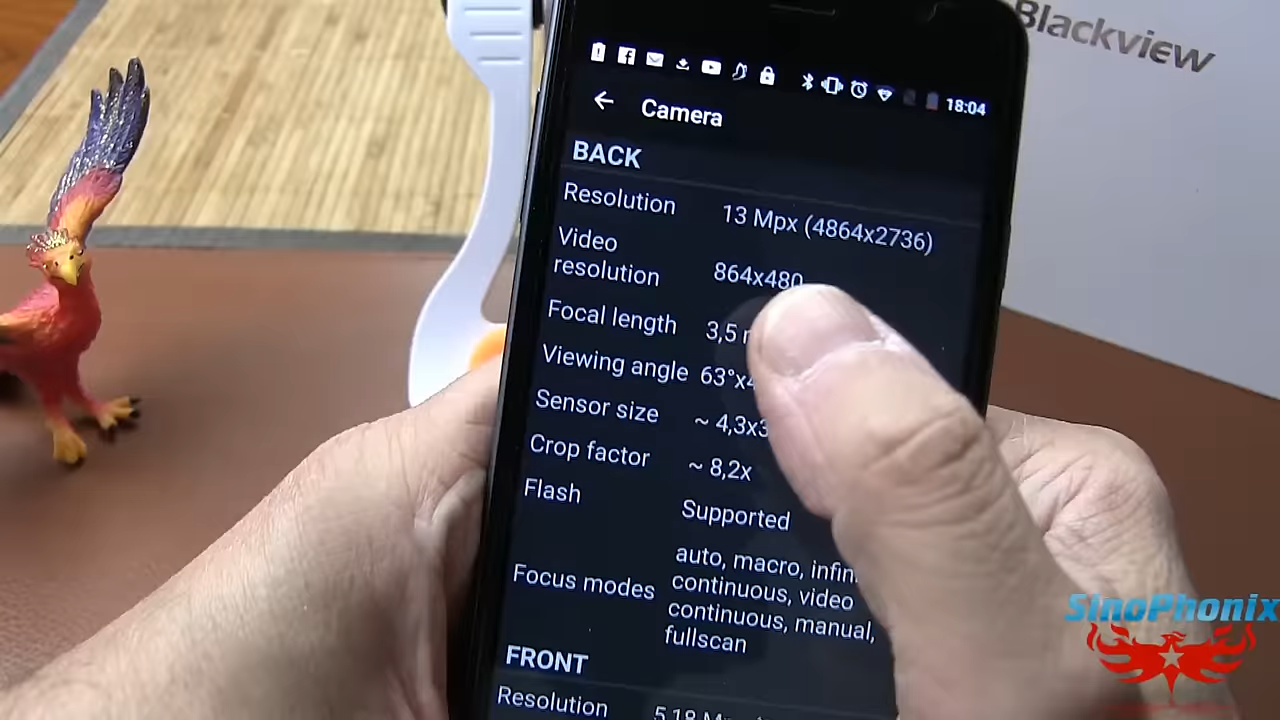 Blackview
18:04
Camera
BACK
Resolution 13 Mpx (4864x2736)
Video
resolution 864x480
Focal length 3,5
Viewing angle 63°x
Sensor size ~ 4,3x
Crop factor ~ 8,2x
Flash Supported
Focus modes auto, macro,
continuous, video
continuous, manual,
fullscan
FRONT
Resolution
SinoPhonix